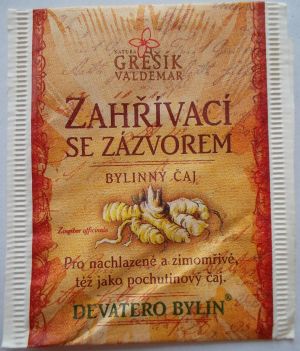 NATURA
GREŠÍK
VALDEMAR
ZAHŘÍVACÍ
SE ZÁZVOREM
BYLINNÝ ČAJ
Zingiber officinale
Pro nachlazené a zimomřivé,
též jako pochutinový čaj.
DEVATERO BYLIN®